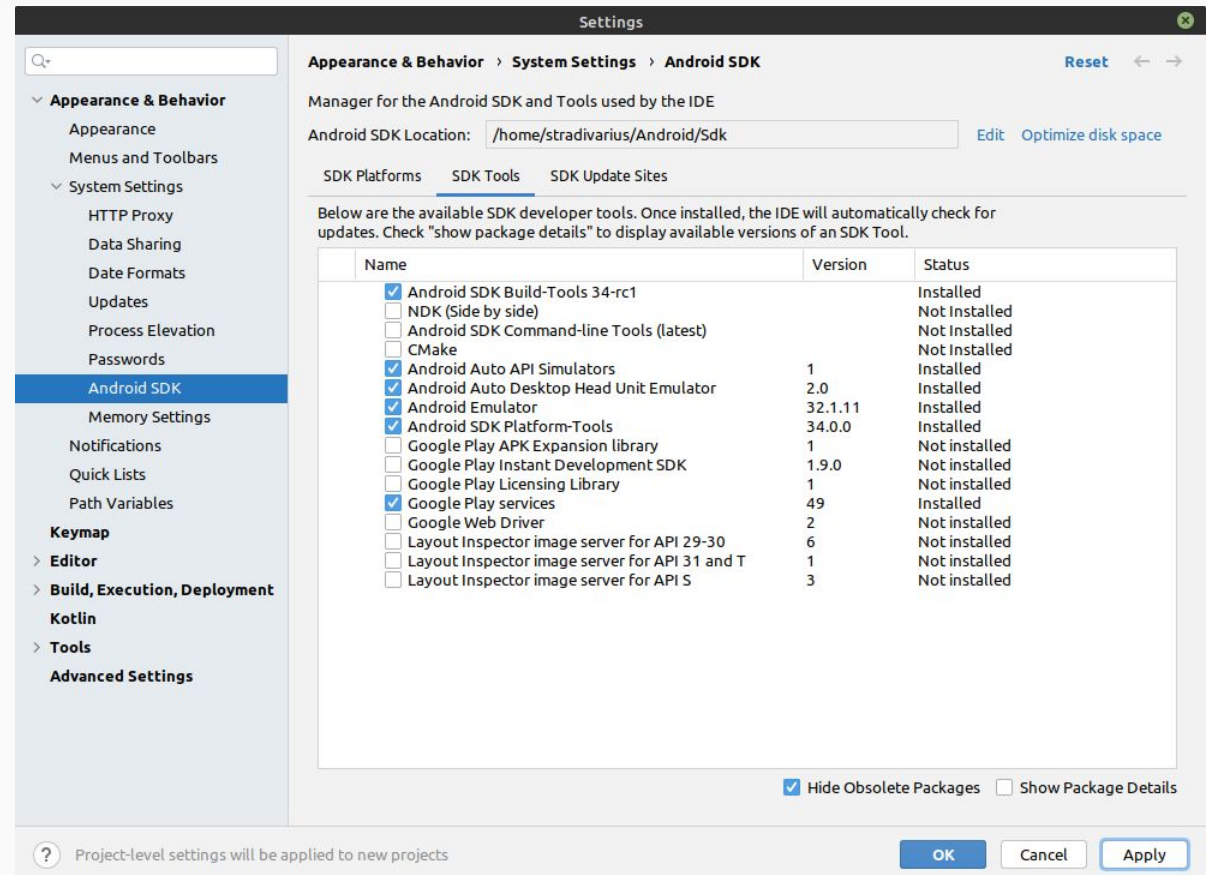 Settings
Appearance & Behavior
Appearance
Menus and Toolbars
System Settings
HTTP Proxy
Data Sharing
Date Formats
Updates
Process Elevation
Passwords
Android SDK
Memory Settings
Notifications
Quick Lists
Path Variables
Keymap
Editor
Build, Execution, Deployment
Kotlin
Tools
Advanced Settings
Appearance & Behavior › System Settings › Android SDK Reset ← →
Manager for the Android SDK and Tools used by the IDE
Android SDK Location: /home/stradivarius/Android/Sdk Edit Optimize disk space
SDK Platforms SDK Tools SDK Update Sites
Below are the available SDK developer tools. Once installed, the IDE will automatically check for
updates. Check "show package details" to display available versions of an SDK Tool.
Name Version Status
Android SDK Build-Tools 34-rc1 Installed
NDK (Side by side) Not Installed
Android SDK Command-line Tools (latest) Not Installed
CMake Not Installed
Android Auto API Simulators 1 Installed
Android Auto Desktop Head Unit Emulator 2.0 Installed
Android Emulator 32.1.11 Installed
Android SDK Platform-Tools 34.0.0 Installed
Google Play APK Expansion library 1 Not installed
Google Play Instant Development SDK 1.9.0 Not installed
Google Play Licensing Library 1 Not installed
Google Play services 49 Installed
Google Web Driver 2 Not installed
Layout Inspector image server for API 29-30 6 Not installed
Layout Inspector image server for API 31 and T 1 Not installed
Layout Inspector image server for API S 3 Not installed
Hide Obsolete Packages Show Package Details
? Project-level settings will be applied to new projects
OK Cancel Apply